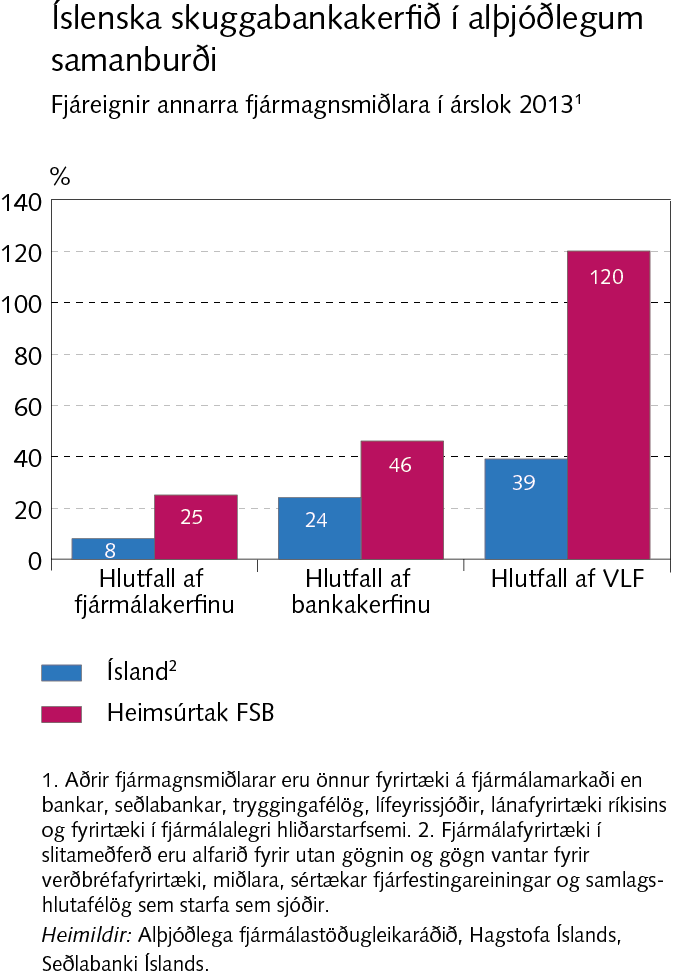 Íslenska skuggabankakerfið í alþjóðlegum
samanburði
Fjáreignir annarra fjármagnsmiðlara í árslok 2013¹
%
140
120
100
80
60
40
20
0
8
25
24
46
39
120
Hlutfall af
fjármálakerfinu
Hlutfall af
bankakerfinu
Hlutfall af VLF
Ísland²
Heimsúrtak FSB
1. Aðrir fjármagnsmiðlarar eru önnur fyrirtæki á fjármálamarkaði en
bankar, seðlabankar, tryggingafélög, lífeyrissjóðir, lánafyrirtæki ríkisins
og fyrirtæki í fjármálalegri hliðarstarfsemi. 2. Fjármálafyrirtæki í
slitameðferð eru alfarið fyrir utan gögnin og gögn vantar fyrir
verðbréfafyrirtæki, miðlara, sértækar fjárfestingareiningar og samlags-
hlutafélög sem starfa sem sjóðir.
Heimildir: Alþjóðlega fjármálastöðugleikaráðið, Hagstofa Íslands,
Seðlabanki Íslands.